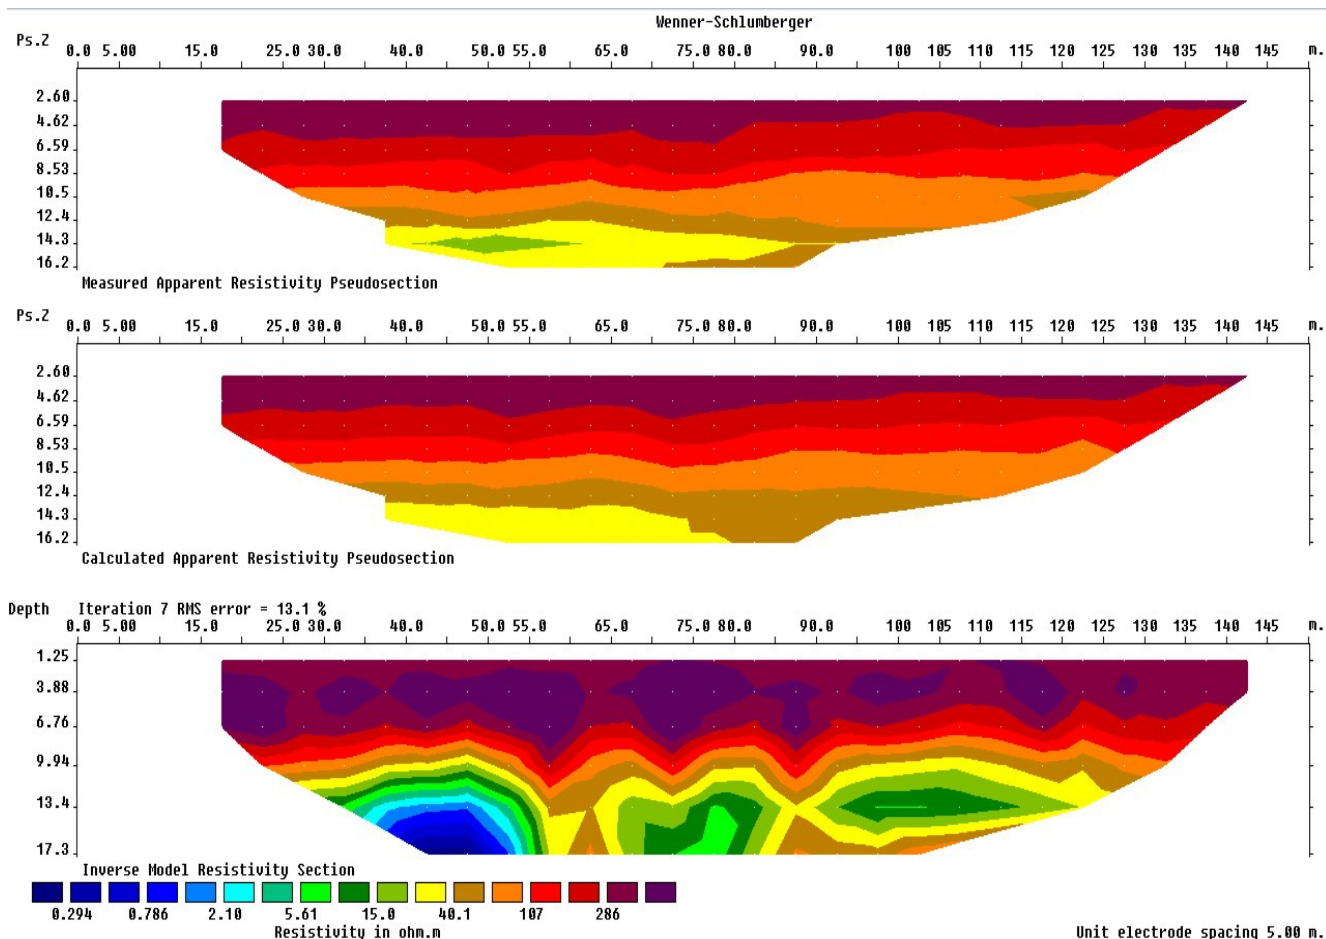 Wenner-Schlumberger
Ps.Z 0.0 5.00 15.0 25.0 30.0 40.0 50.0 55.0 65.0 75.0 80.0 90.0 100 105 110 115 120 125 130 135 140 145 m.
2.60
4.62
6.59
8.53
10.5
12.4
14.3
16.2
Measured Apparent Resistivity Pseudosection
Ps.Z 0.0 5.00 15.0 25.0 30.0 40.0 50.0 55.0 65.0 75.0 80.0 90.0 100 105 110 115 120 125 130 135 140 145 m.
2.60
4.62
6.59
8.53
10.5
12.4
14.3
16.2
Calculated Apparent Resistivity Pseudosection
Depth Iteration 7 RMS error = 13.1 %
0.0 5.00 15.0 25.0 30.0 40.0 50.0 55.0 65.0 75.0 80.0 90.0 100 105 110 115 120 125 130 135 140 145 m.
1.25
3.88
6.76
9.94
13.4
17.3
Inverse Model Resistivity Section
0.294 0.786 2.10 5.61 15.0 40.1 107 286
Resistivity in ohm.m Unit electrode spacing 5.00 m.